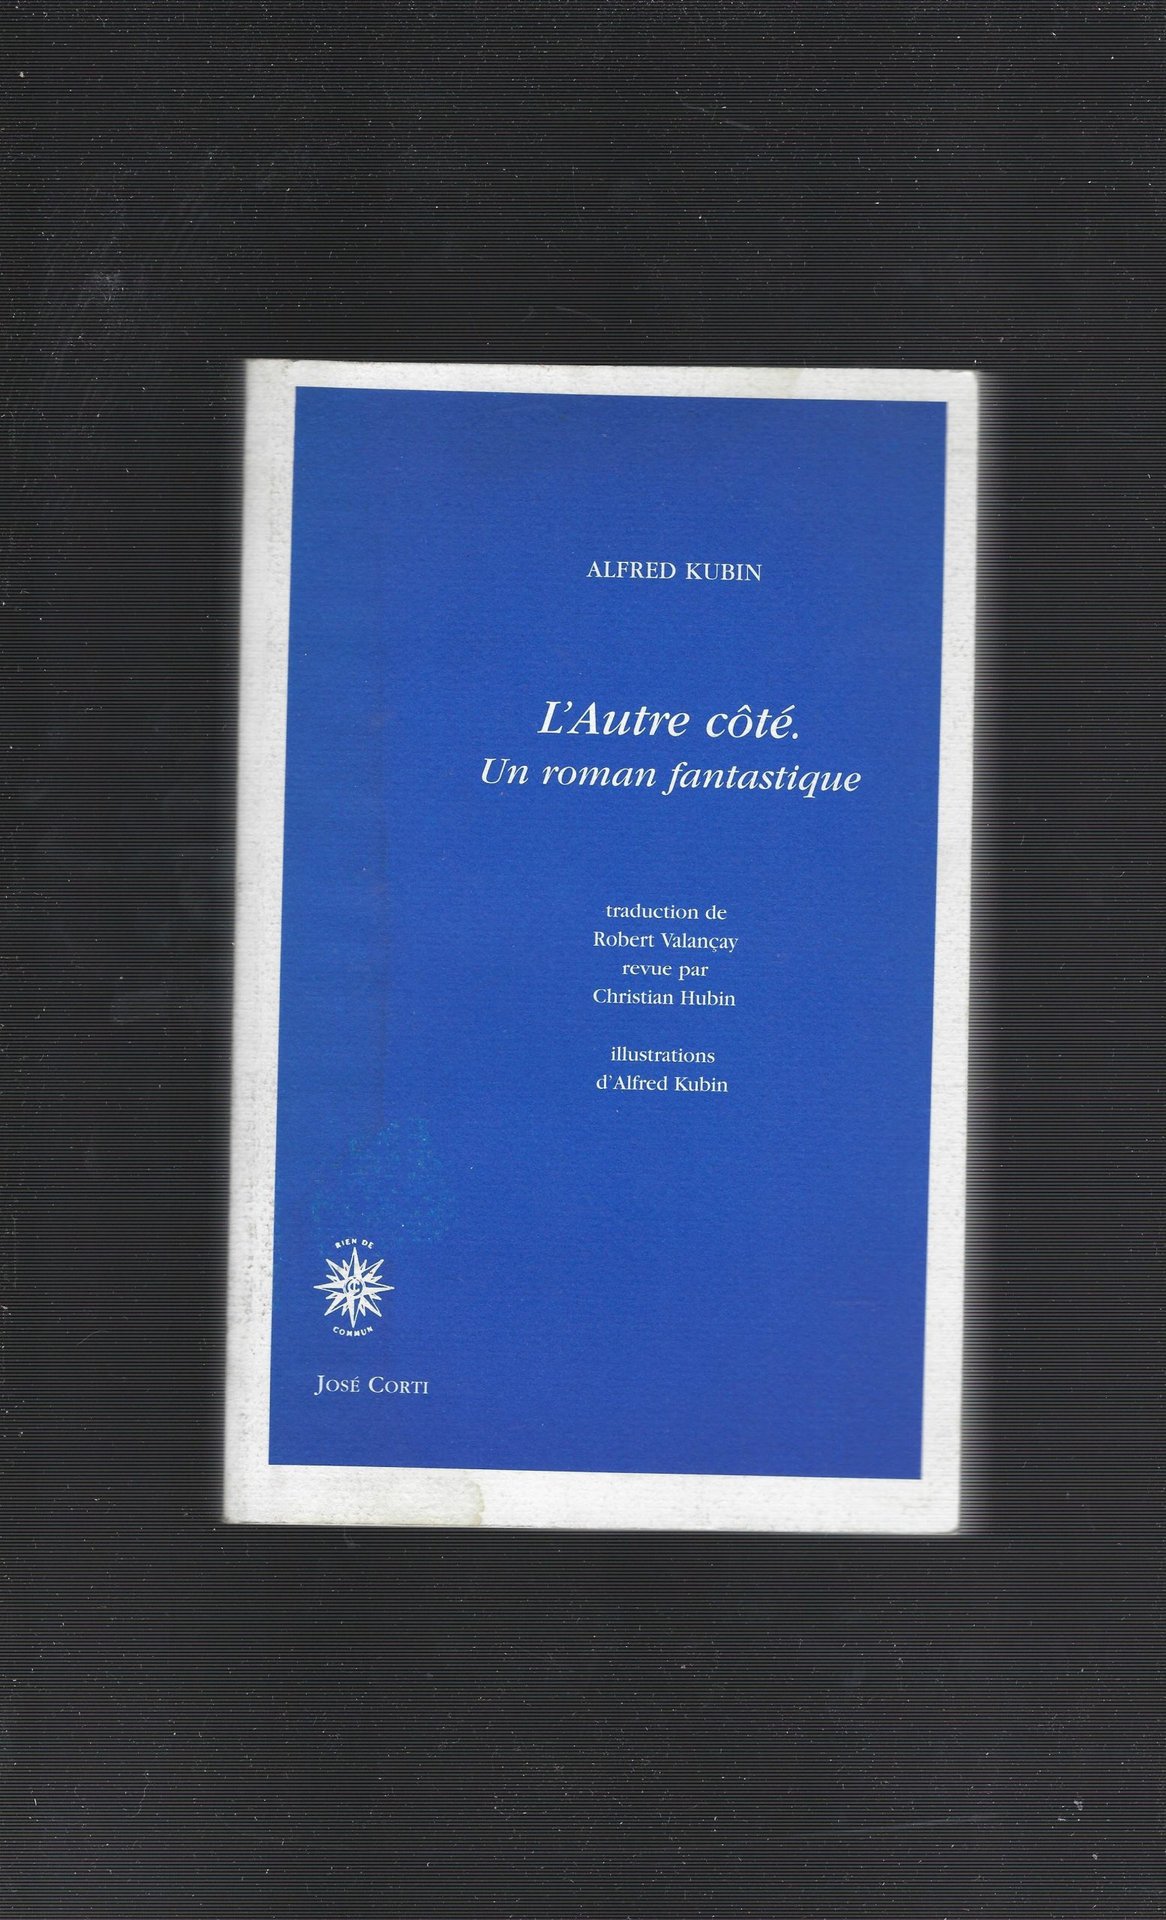 ALFRED KUBIN
L'Autre côté.
Un roman fantastique
traduction de
Robert Valançay
revue par
Christian Hubin
illustrations
d'Alfred Kubin
RIEN DE
COMMUN
JOSÉ CORTI